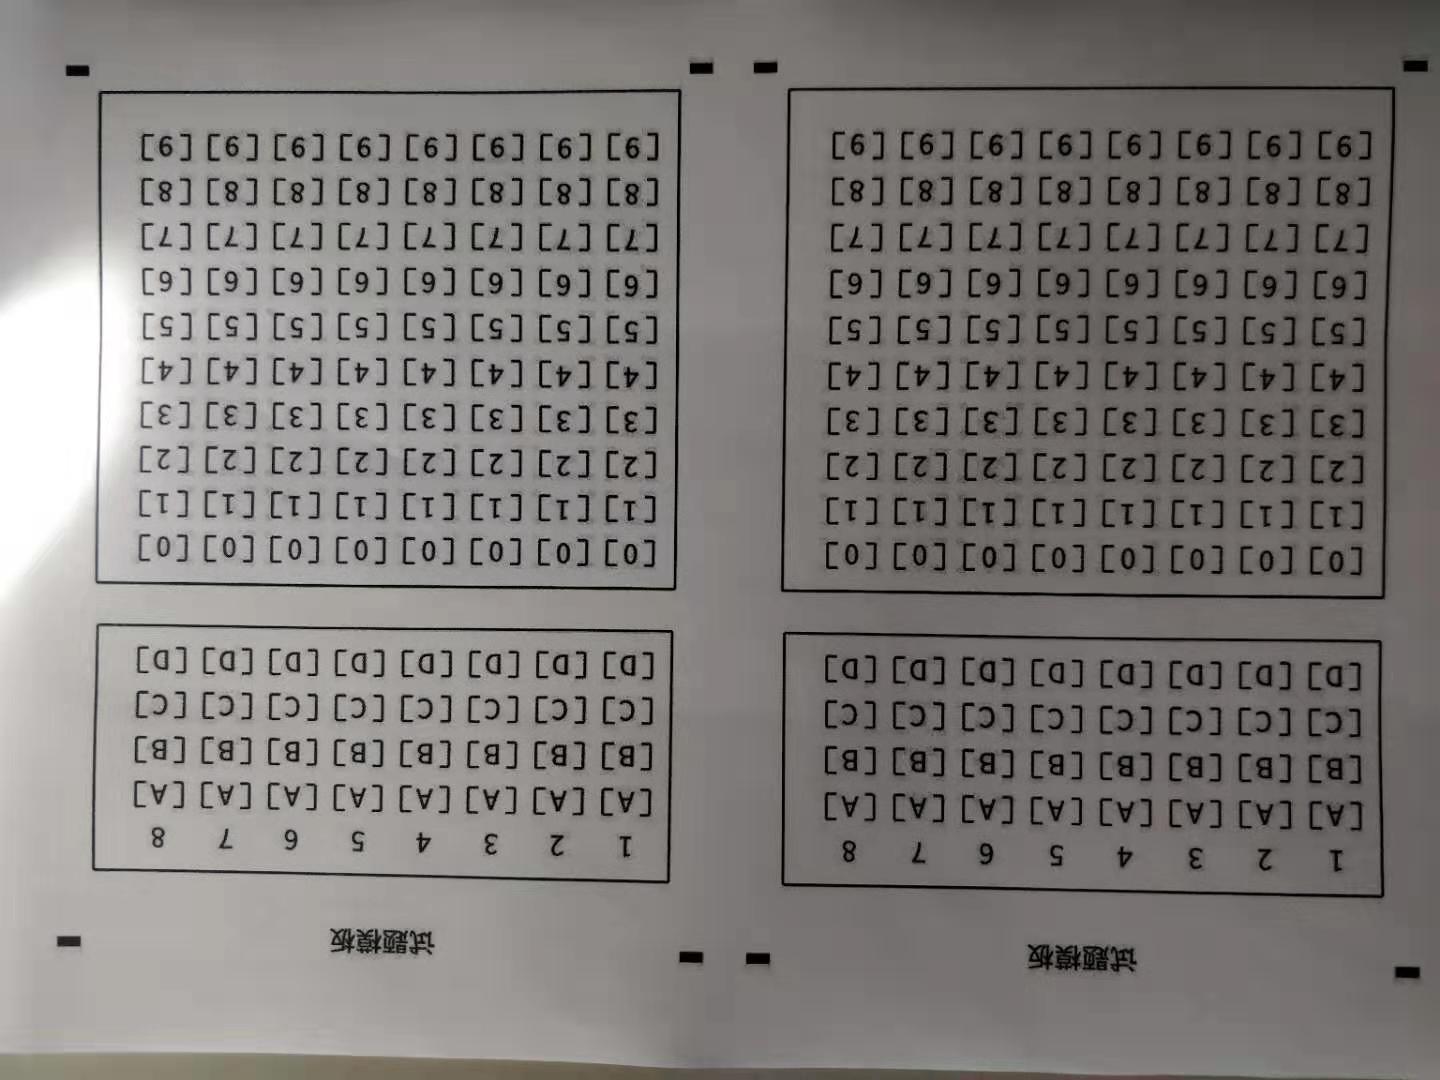 试题模板
1 2 3 4 5 6 7 8
[A] [A] [A] [A] [A] [A] [A] [A]
[B] [B] [B] [B] [B] [B] [B] [B]
[C] [C] [C] [C] [C] [C] [C] [C]
[D] [D] [D] [D] [D] [D] [D] [D]
[0] [0] [0] [0] [0] [0] [0] [0]
[1] [1] [1] [1] [1] [1] [1] [1]
[2] [2] [2] [2] [2] [2] [2] [2]
[3] [3] [3] [3] [3] [3] [3] [3]
[4] [4] [4] [4] [4] [4] [4] [4]
[5] [5] [5] [5] [5] [5] [5] [5]
[6] [6] [6] [6] [6] [6] [6] [6]
[7] [7] [7] [7] [7] [7] [7] [7]
[8] [8] [8] [8] [8] [8] [8] [8]
[9] [9] [9] [9] [9] [9] [9] [9]
试题模板
1 2 3 4 5 6 7 8
[A] [A] [A] [A] [A] [A] [A] [A]
[B] [B] [B] [B] [B] [B] [B] [B]
[C] [C] [C] [C] [C] [C] [C] [C]
[D] [D] [D] [D] [D] [D] [D] [D]
[0] [0] [0] [0] [0] [0] [0] [0]
[1] [1] [1] [1] [1] [1] [1] [1]
[2] [2] [2] [2] [2] [2] [2] [2]
[3] [3] [3] [3] [3] [3] [3] [3]
[4] [4] [4] [4] [4] [4] [4] [4]
[5] [5] [5] [5] [5] [5] [5] [5]
[6] [6] [6] [6] [6] [6] [6] [6]
[7] [7] [7] [7] [7] [7] [7] [7]
[8] [8] [8] [8] [8] [8] [8] [8]
[9] [9] [9] [9] [9] [9] [9] [9]